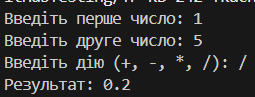 Введіть перше число: 1
Введіть друге число: 5
Введіть дію (+, -, *, /): /
Результат: 0.2